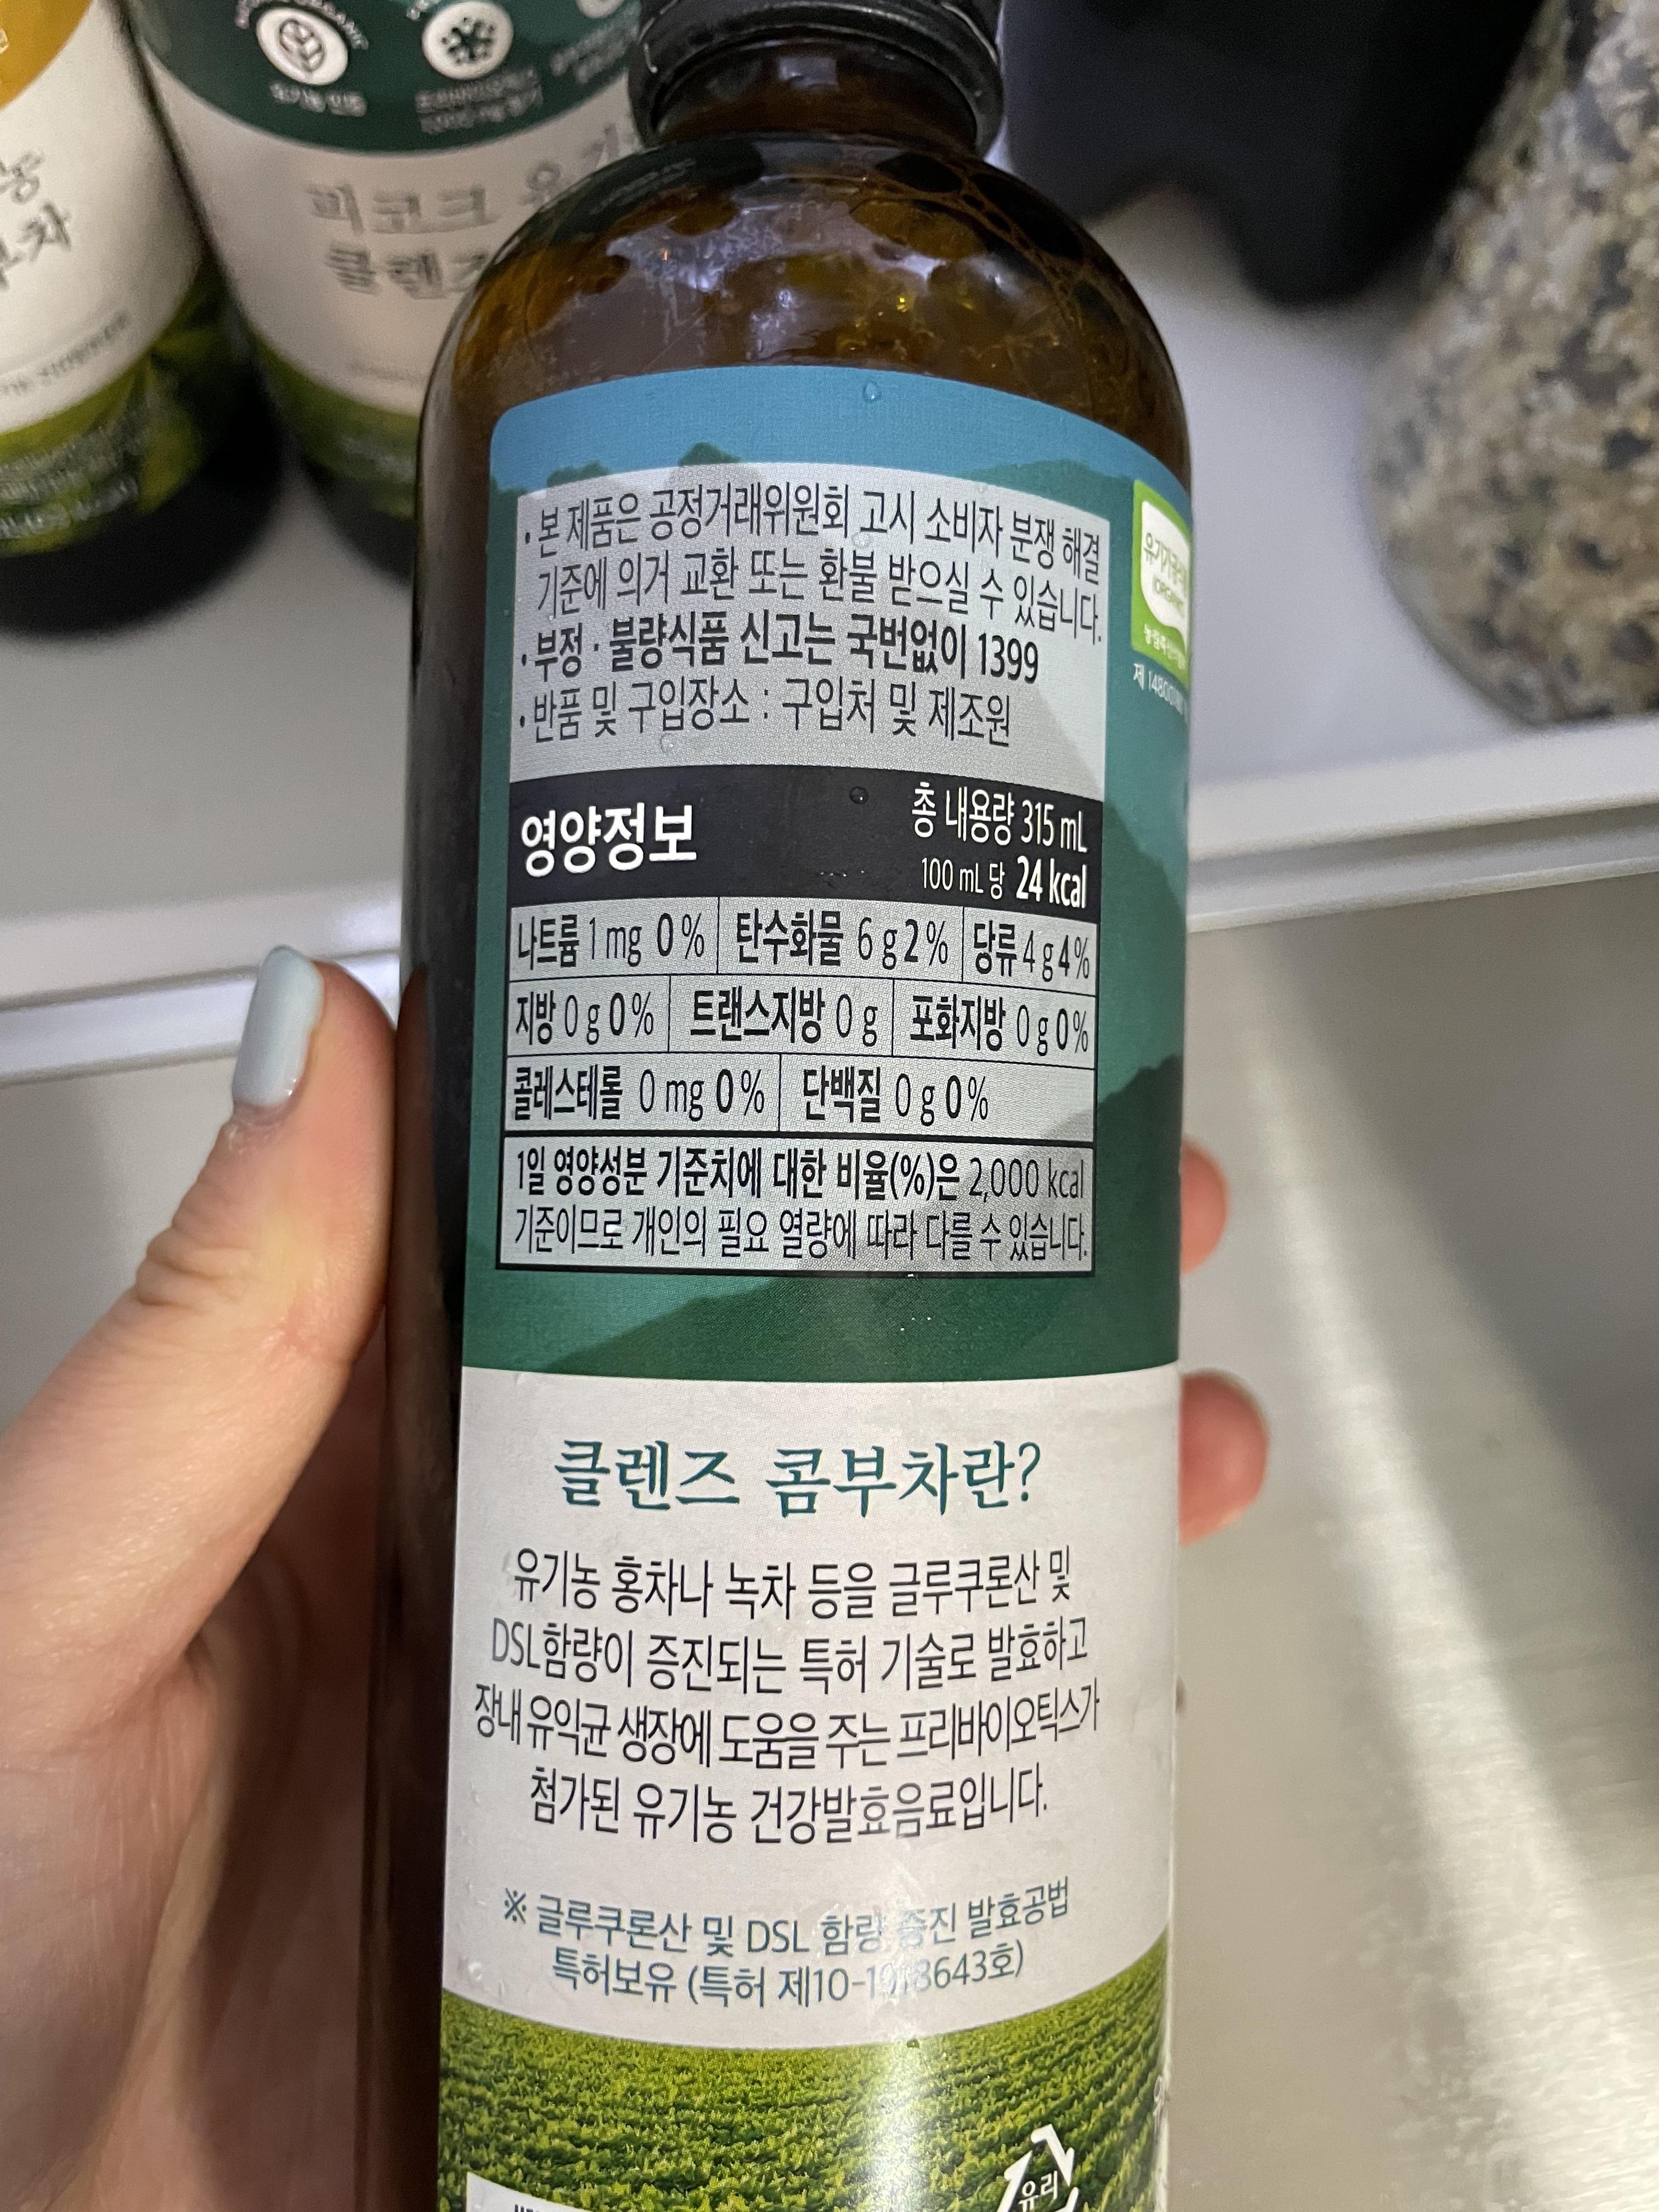 피코크
클렌즈
· 본 제품은 공정거래위원회 고시 소비자 분쟁 해결
기준에 의거 교환 또는 환불 받으실 수 있습니다.
· 부정 · 불량식품 신고는 국번없이 1399
· 반품 및 구입장소 : 구입처 및 제조원
영양정보
총 내용량 315 mL
100 mL 당 24 kcal
나트륨 1 mg 0 % 탄수화물 6 g 2 % 당류 4 g 4 %
지방 0 g 0 % 트랜스지방 0 g 포화지방 0 g 0 %
콜레스테롤 0 mg 0 % 단백질 0 g 0 %
1일 영양성분 기준치에 대한 비율(%)은 2,000 kcal
기준이므로 개인의 필요 열량에 따라 다를 수 있습니다.
클렌즈 콤부차란?
유기농 홍차나 녹차 등을 글루쿠론산 및
DSL함량이 증진되는 특허 기술로 발효하고
장내 유익균 생장에 도움을 주는 프리바이오틱스가
첨가된 유기농 건강발효음료입니다.
※ 글루쿠론산 및 DSL 함량 증진 발효공법
특허보유 (특허
유리